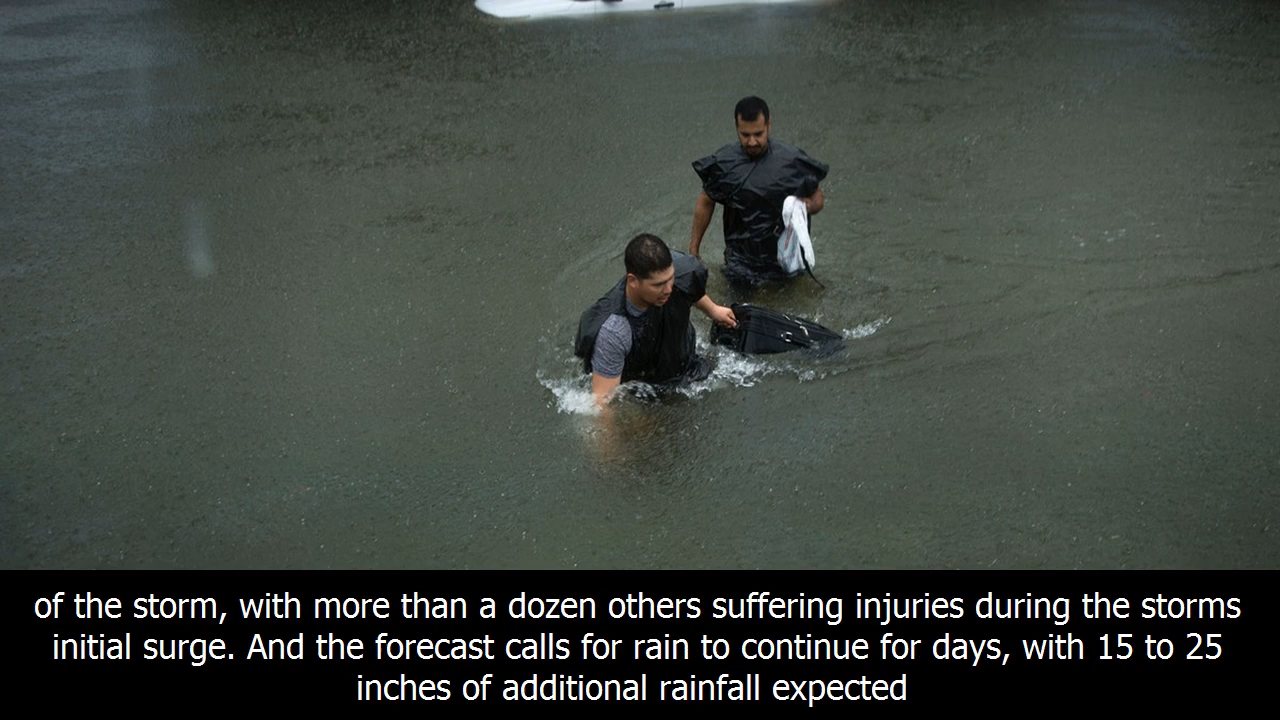 of the storm, with more than a dozen others suffering injuries during the storms
initial surge. And the forecast calls for rain to continue for days, with 15 to 25
inches of additional rainfall expected